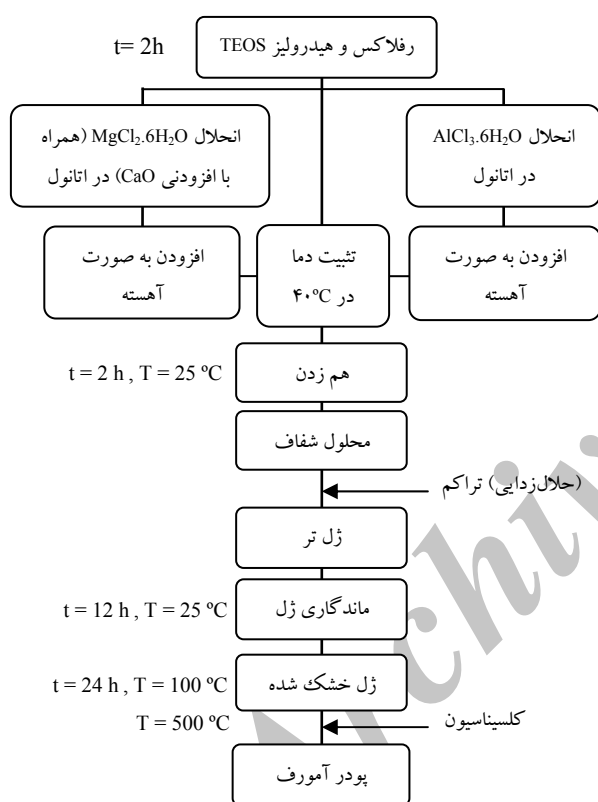 رفلاکس و هیدرولیز TEOS
t= 2h
انحلال AlCl₃.6H₂O
در اتانول
انحلال MgCl₂.6H₂O (همراه
با افزودنی CaO) در اتانول
افزودن به صورت
آهسته
تثبیت دما
در ۴۰ºC
افزودن به صورت
آهسته
هم زدن
t = 2 h , T = 25 ºC
محلول شفاف
(حلال‌زدایی) تراکم
ژل تر
ماندگاری ژل
t = 12 h , T = 25 ºC
ژل خشک شده
t = 24 h , T = 100 ºC
کلسیناسیون
T = 500 ºC
پودر آمورف
Archiv